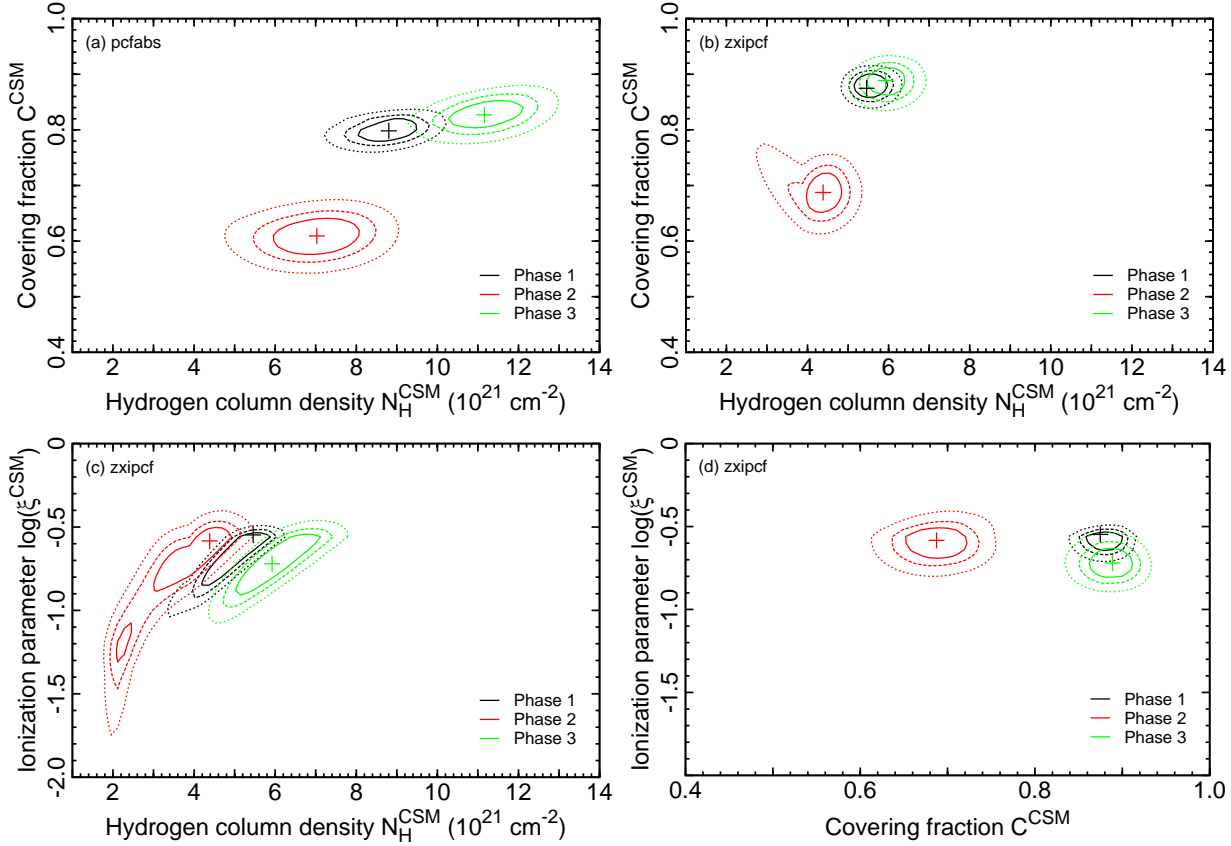 (a) pcfabs
Covering fraction C^CSM
1.0
0.8
0.6
0.4
Phase 1
Phase 2
Phase 3
2 4 6 8 10 12 14
Hydrogen column density N_H^CSM (10^21 cm^-2)
(b) zxipcf
Covering fraction C^CSM
1.0
0.8
0.6
0.4
Phase 1
Phase 2
Phase 3
2 4 6 8 10 12 14
Hydrogen column density N_H^CSM (10^21 cm^-2)
(c) zxipcf
Ionization parameter log(ξ^CSM)
0
-0.5
-1.0
-1.5
-2.0
Phase 1
Phase 2
Phase 3
2 4 6 8 10 12 14
Hydrogen column density N_H^CSM (10^21 cm^-2)
(d) zxipcf
Ionization parameter log(ξ^CSM)
0
-0.5
-1.0
-1.5
Phase 1
Phase 2
Phase 3
0.4 0.6 0.8 1.0
Covering fraction C^CSM